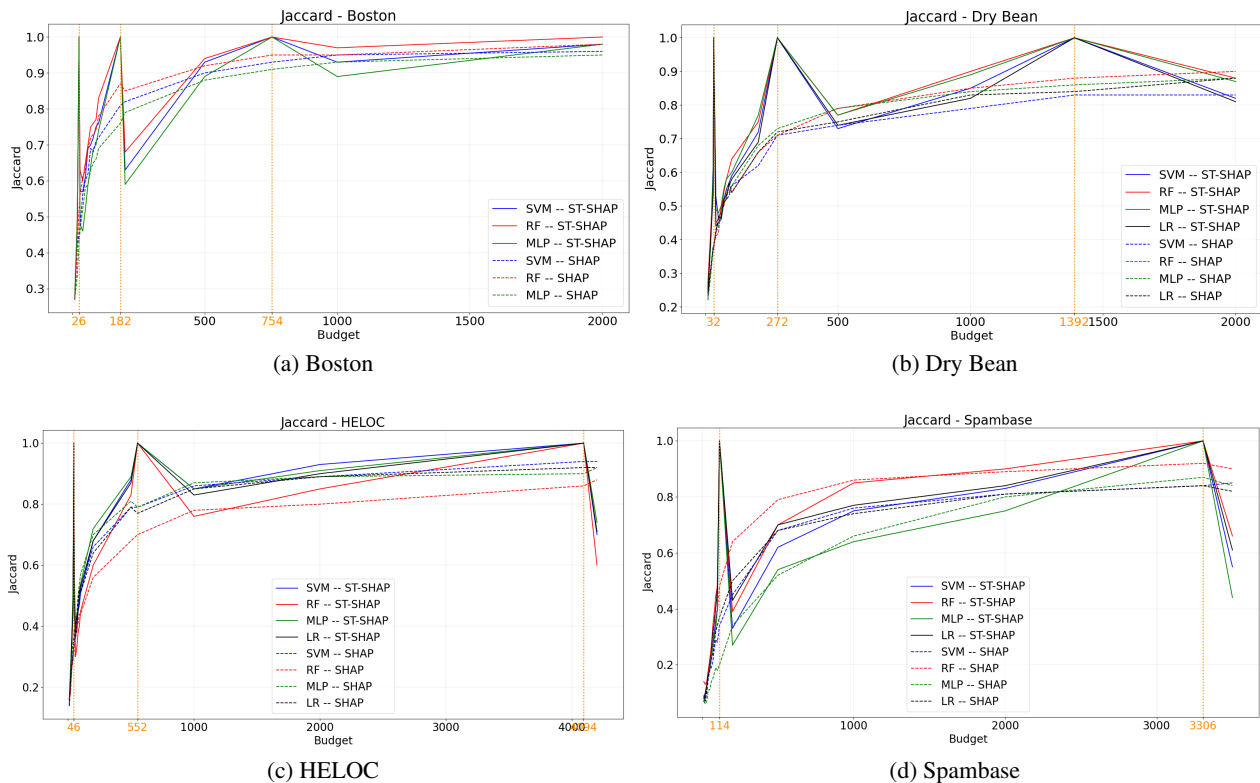 Jaccard - Boston
1.0
0.9
0.8
0.7
0.6
0.5
0.4
0.3
Jaccard
SVM -- ST-SHAP
RF -- ST-SHAP
MLP -- ST-SHAP
SVM -- SHAP
RF -- SHAP
MLP -- SHAP
26 182 500 754 1000 1500 2000
Budget
(a) Boston
Jaccard - Dry Bean
1.0
0.9
0.8
0.7
0.6
0.5
0.4
0.3
0.2
Jaccard
SVM -- ST-SHAP
RF -- ST-SHAP
MLP -- ST-SHAP
LR -- ST-SHAP
SVM -- SHAP
RF -- SHAP
MLP -- SHAP
LR -- SHAP
32 272 500 1000 1392 1500 2000
Budget
(b) Dry Bean
Jaccard - HELOC
1.0
0.8
0.6
0.4
0.2
Jaccard
SVM -- ST-SHAP
RF -- ST-SHAP
MLP -- ST-SHAP
LR -- ST-SHAP
SVM -- SHAP
RF -- SHAP
MLP -- SHAP
LR -- SHAP
46 552 1000 2000 3000 4000
Budget
(c) HELOC
Jaccard - Spambase
1.0
0.8
0.6
0.4
0.2
Jaccard
SVM -- ST-SHAP
RF -- ST-SHAP
MLP -- ST-SHAP
LR -- ST-SHAP
SVM -- SHAP
RF -- SHAP
MLP -- SHAP
LR -- SHAP
114 1000 2000 3000 3306
Budget
(d) Spambase